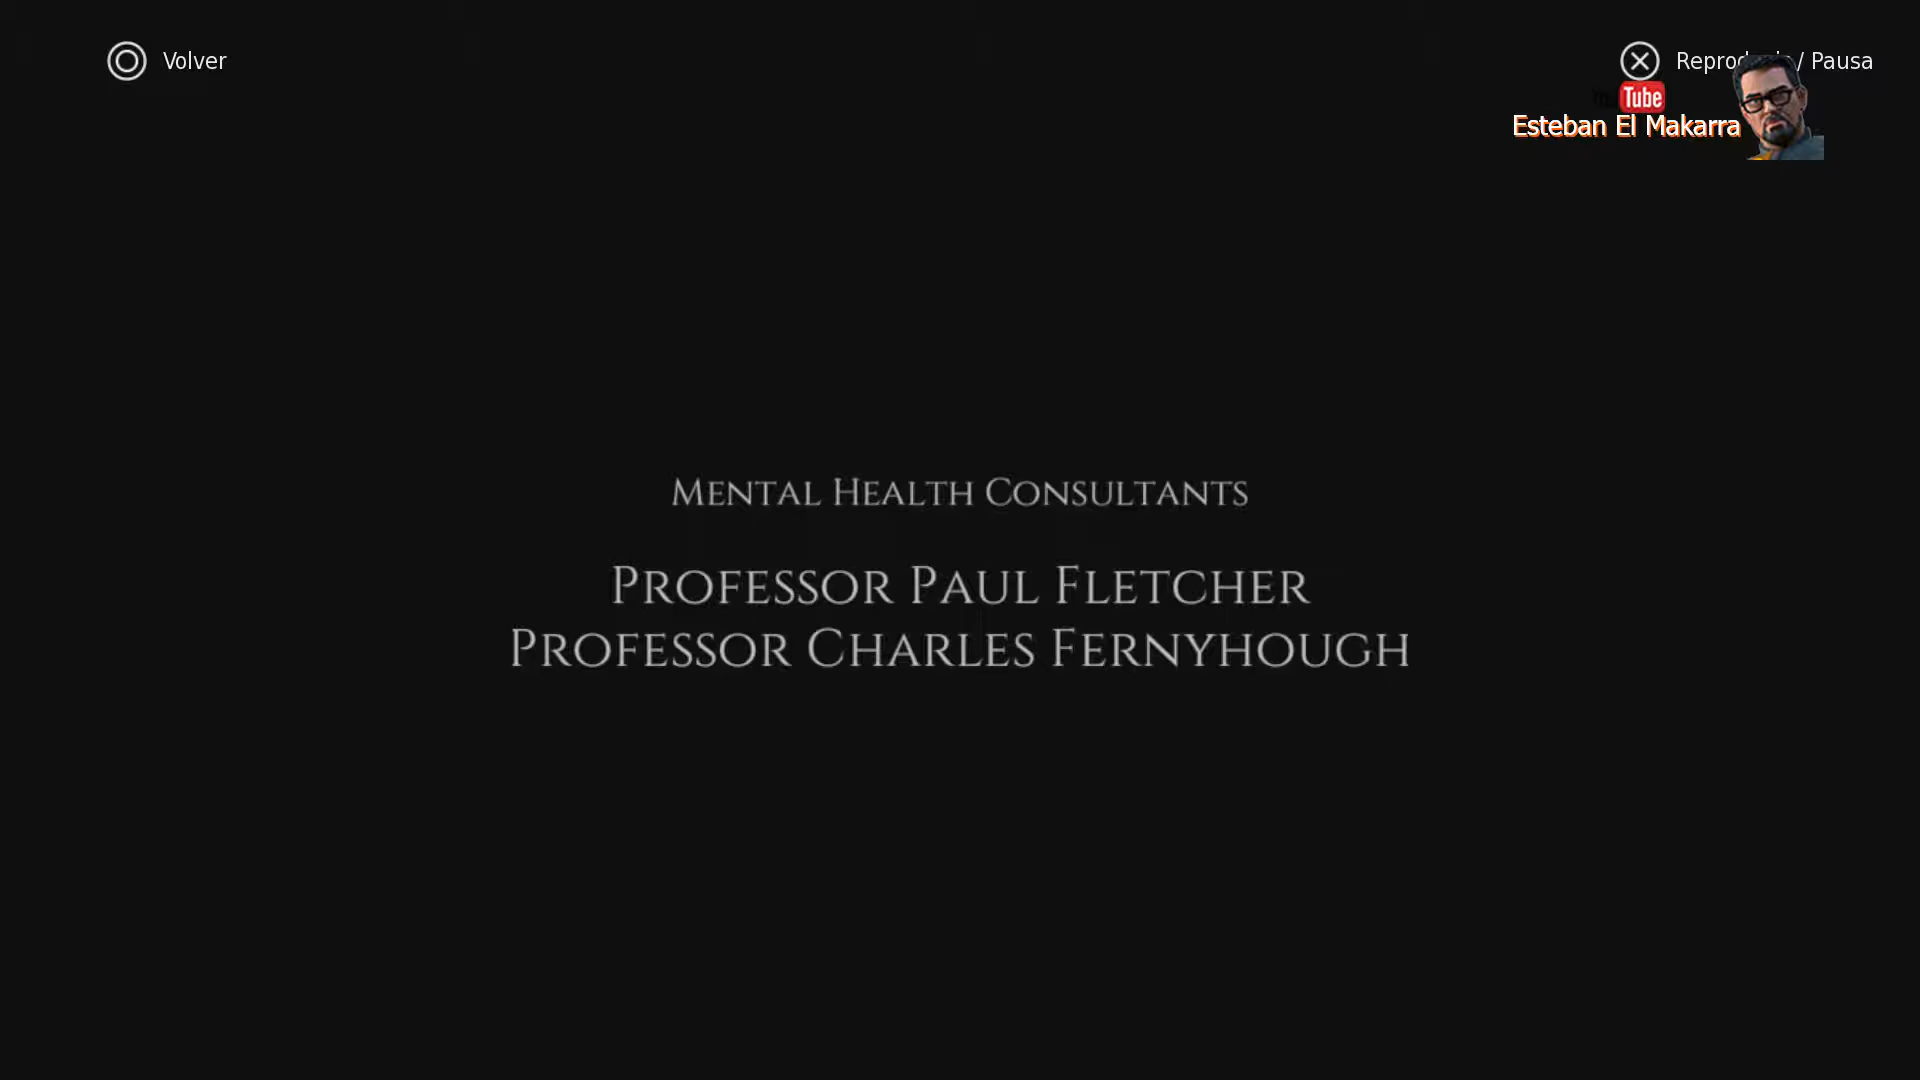 Volver
/ Pausa
Tube
Esteban El Makarra
Mental Health Consultants
Professor Paul Fletcher
Professor Charles Fernyhough